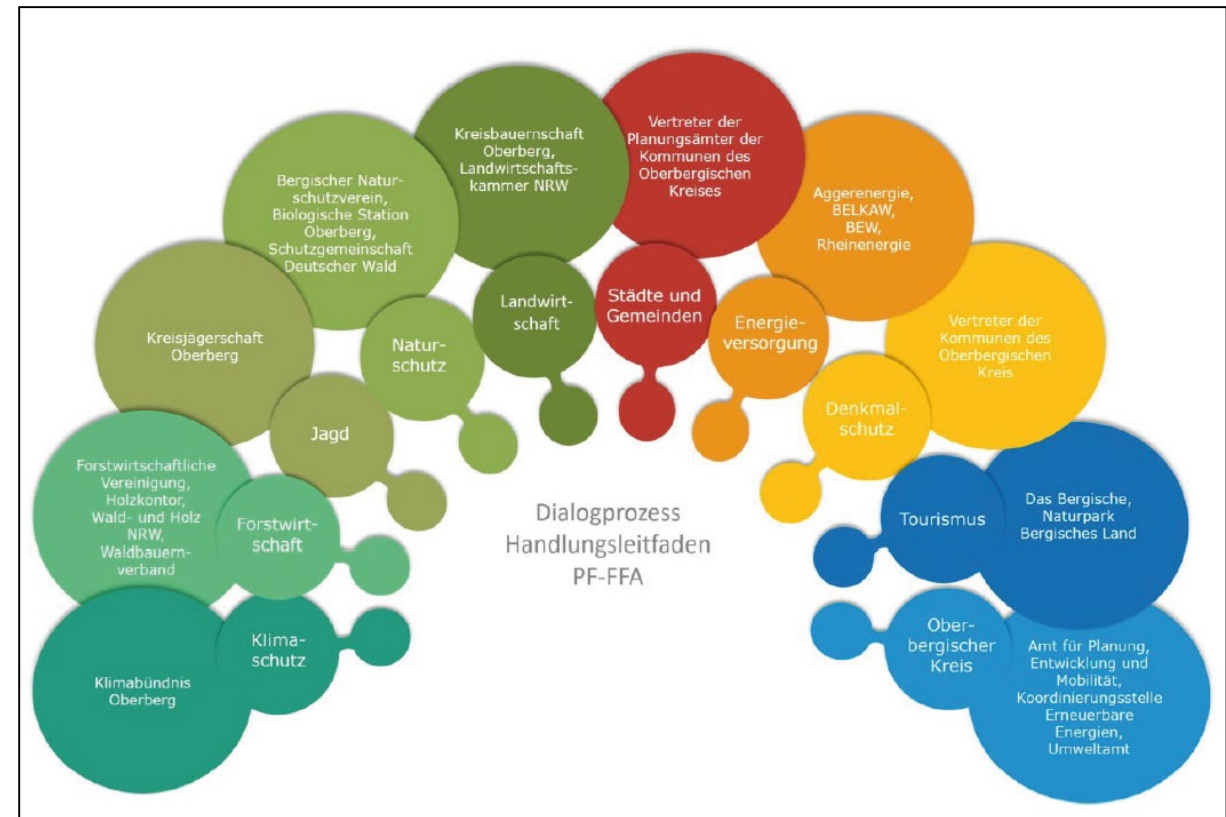 Klimabündnis
Oberberg
Klima-
schutz
Forstwirtschaftliche
Vereinigung,
Holzkontor,
Wald- und Holz
NRW,
Waldbauern-
verband
Forstwirt-
schaft
Kreisjägerschaft
Oberberg
Jagd
Bergischer Natur-
schutzverein,
Biologische Station
Oberberg,
Schutzgemeinschaft
Deutscher Wald
Natur-
schutz
Kreisbauernschaft
Oberberg,
Landwirtschafts-
kammer NRW
Landwirt-
schaft
Vertreter der
Planungsämter der
Kommunen des
Oberbergischen
Kreises
Städte und
Gemeinden
Aggerenergie,
BELKAW,
BEW,
Rheinenergie
Energie-
versorgung
Vertreter der
Kommunen des
Oberbergischen
Kreis
Denkmal-
schutz
Das Bergische,
Naturpark
Bergisches Land
Tourismus
Amt für Planung,
Entwicklung und
Mobilität,
Koordinierungsstelle
Erneuerbare
Energien,
Umweltamt
Ober-
bergischer
Kreis
Dialogprozess
Handlungsleitfaden
PF-FFA